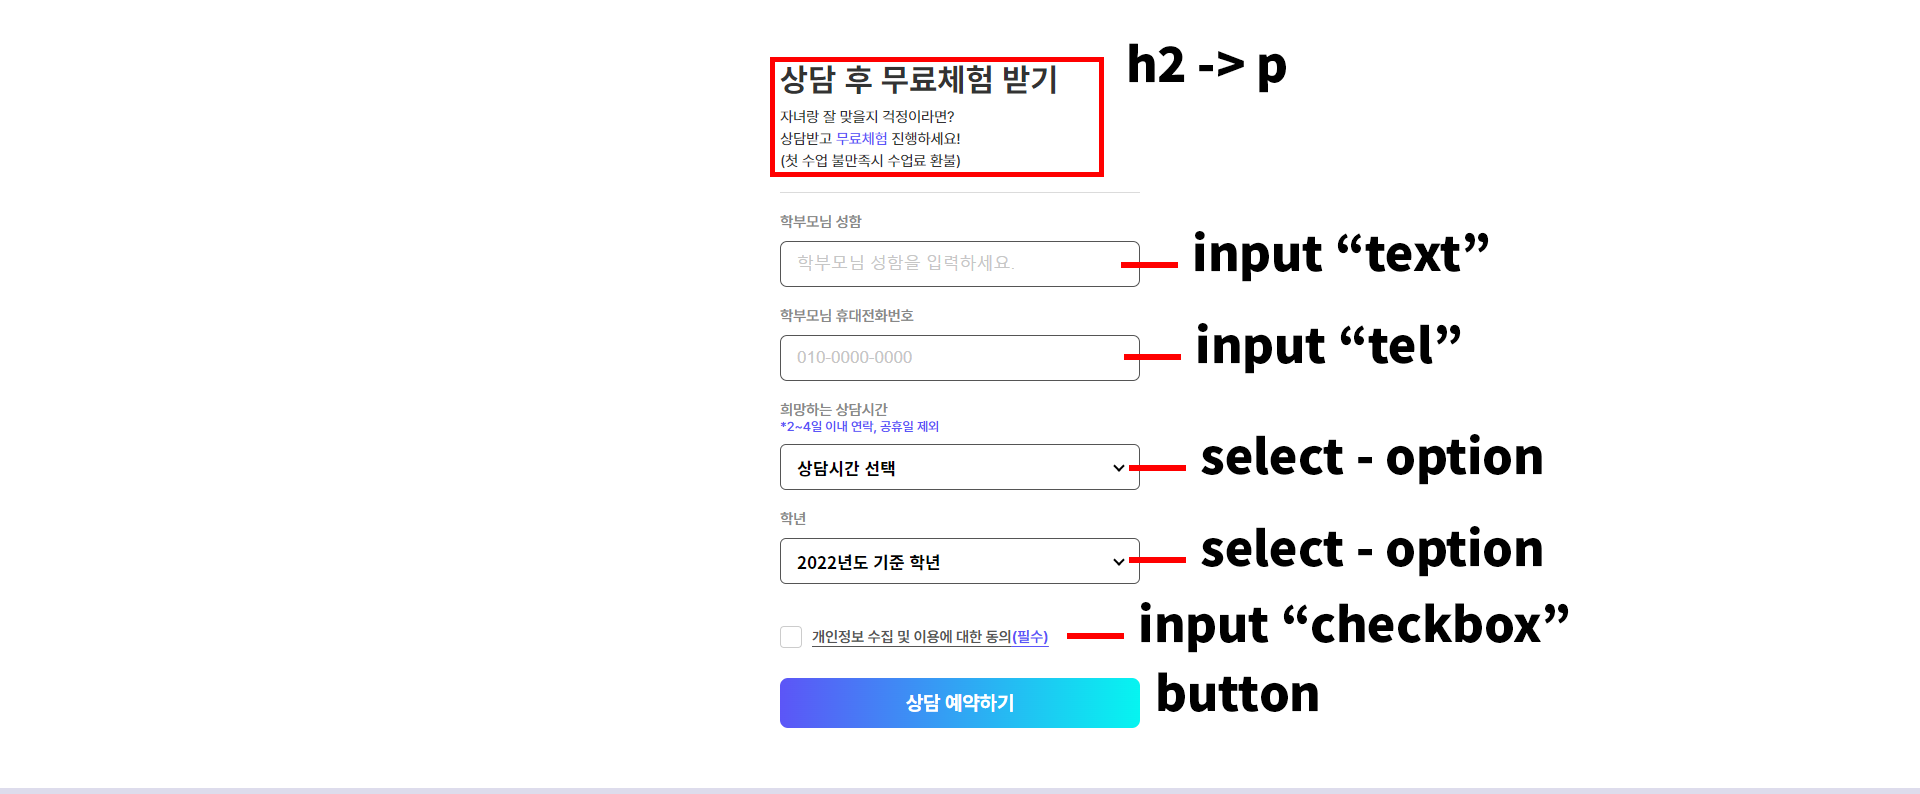 상담 후 무료체험 받기
h2 -> p
자녀랑 잘 맞을지 걱정이라면?
상담받고 무료체험 진행하세요!
(첫 수업 불만족시 수업료 환불)
학부모님 성함
학부모님 성함을 입력하세요.
input “text”
학부모님 휴대전화번호
010-0000-0000
input “tel”
희망하는 상담시간
*2~4일 이내 연락, 공휴일 제외
상담시간 선택
select - option
학년
2022년도 기준 학년
select - option
개인정보 수집 및 이용에 대한 동의(필수)
input “checkbox”
상담 예약하기
button